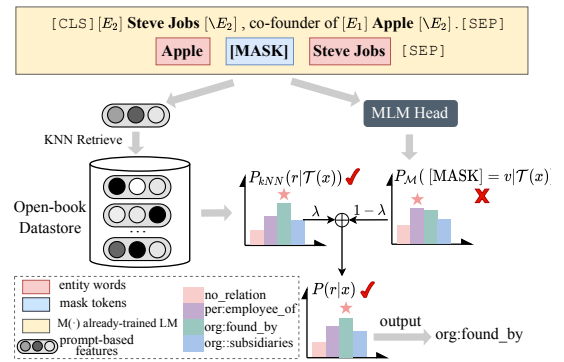 [CLS] [E₂] Steve Jobs [\E₂] , co-founder of [E₁] Apple [\E₂] . [SEP]
Apple [MASK] Steve Jobs [SEP]
MLM Head
KNN Retrieve
P_{kNN}(r|𝒯(x)) ✓
P_ℳ( [MASK] = v|𝒯(x)
✗
Open-book
Datastore
...
λ
1 − λ
P(r|x) ✓
entity words
mask tokens
M(·) already-trained LM
prompt-based
features
no_relation
per:employee_of
org:found_by
org::subsidiaries
output
org:found_by